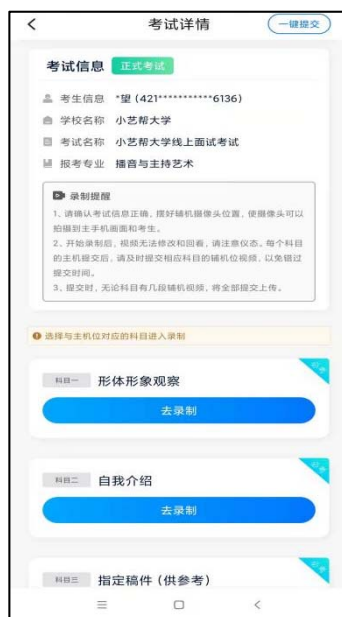 考试详情
一键提交
考试信息 正式考试
考生信息 *望 (421***********6136)
学校名称 小艺帮大学
考试名称 小艺帮大学线上面试考试
报考专业 播音与主持艺术
录制提醒
1、请确认考试信息正确，摆好辅机摄像头位置，使摄像头可以
拍摄到主手机画面和考生。
2、开始录制后，视频无法修改和回看，请注意仪态。每个科目
的主机提交后，请及时提交相应科目的辅机位视频，以免错过
提交时间。
3、提交时，无论科目有几段辅机视频，将全部提交上传。
选择与主机位对应的科目进入录制
必考
科目一 形体形象观察
去录制
必考
科目二 自我介绍
去录制
必考
科目三 指定稿件 (供参考)